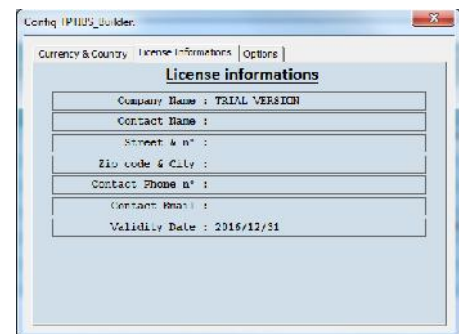 Config TPTIBS_Builder.
Currency & Country License Informations Options
License informations
Company Name : TRIAL VERSION
Contact Name :
Street & n° :
Zip code & City :
Contact Phone n° :
Contact Email :
Validity Date : 2016/12/31